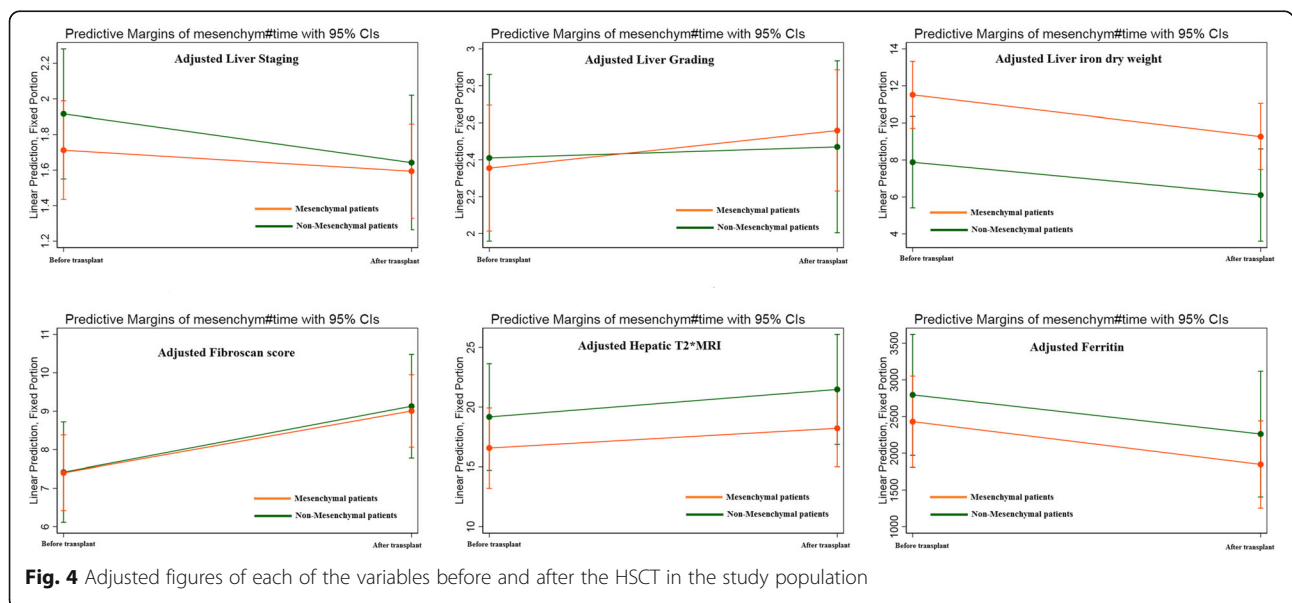 Predictive Margins of mesenchym#time with 95% CIs
Adjusted Liver Staging
Linear Prediction, Fixed Portion
2.2
2
1.8
1.6
1.4
1.2
Mesenchymal patients
Non-Mesenchymal patients
Before transplant
After transplant
Predictive Margins of mesenchym#time with 95% CIs
Adjusted Liver Grading
Linear Prediction, Fixed Portion
3
2.8
2.6
2.4
2.2
2
Mesenchymal patients
Non-Mesenchymal patients
Before transplant
After transplant
Predictive Margins of mesenchym#time with 95% CIs
Adjusted Liver iron dry weight
Linear Prediction, Fixed Portion
14
12
10
8
6
4
Mesenchymal patients
Non-Mesenchymal patients
Before transplant
After transplant
Predictive Margins of mesenchym#time with 95% CIs
Adjusted Fibroscan score
Linear Prediction, Fixed Portion
11
10
9
8
7
6
Mesenchymal patients
Non-Mesenchymal patients
Before transplant
After transplant
Predictive Margins of mesenchym#time with 95% CIs
Adjusted Hepatic T2*MRI
Linear Prediction, Fixed Portion
25
20
15
10
Mesenchymal patients
Non-Mesenchymal patients
Before transplant
After transplant
Predictive Margins of mesenchym#time with 95% CIs
Adjusted Ferritin
Linear Prediction, Fixed Portion
3500
3000
2500
2000
1500
1000
Mesenchymal patients
Non-Mesenchymal patients
Before transplant
After transplant
Fig. 4 Adjusted figures of each of the variables before and after the HSCT in the study population